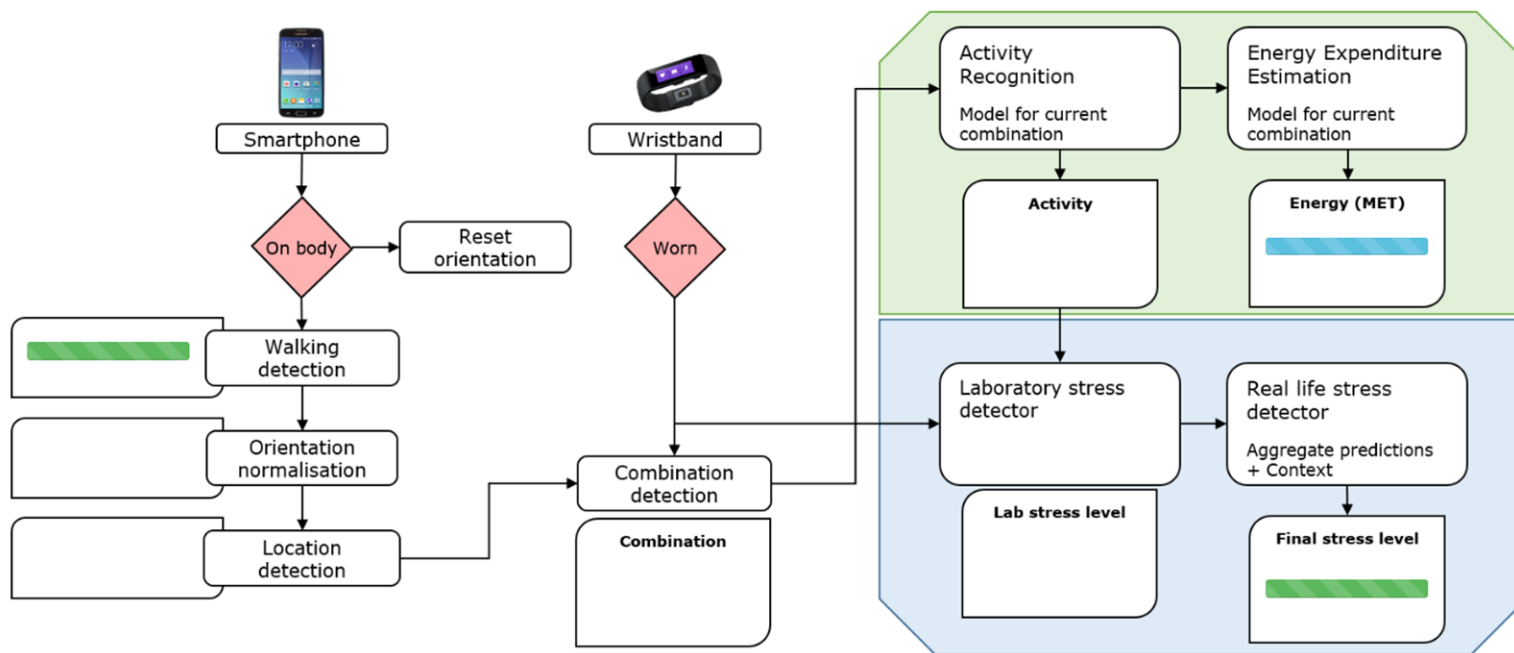 12:00
Smartphone
On body
Reset
orientation
Walking
detection
Orientation
normalisation
Location
detection
Wristband
Worn
Combination
detection
Combination
Activity
Recognition
Model for current
combination
Activity
Energy Expenditure
Estimation
Model for current
combination
Energy (MET)
Laboratory stress
detector
Lab stress level
Real life stress
detector
Aggregate predictions
+ Context
Final stress level